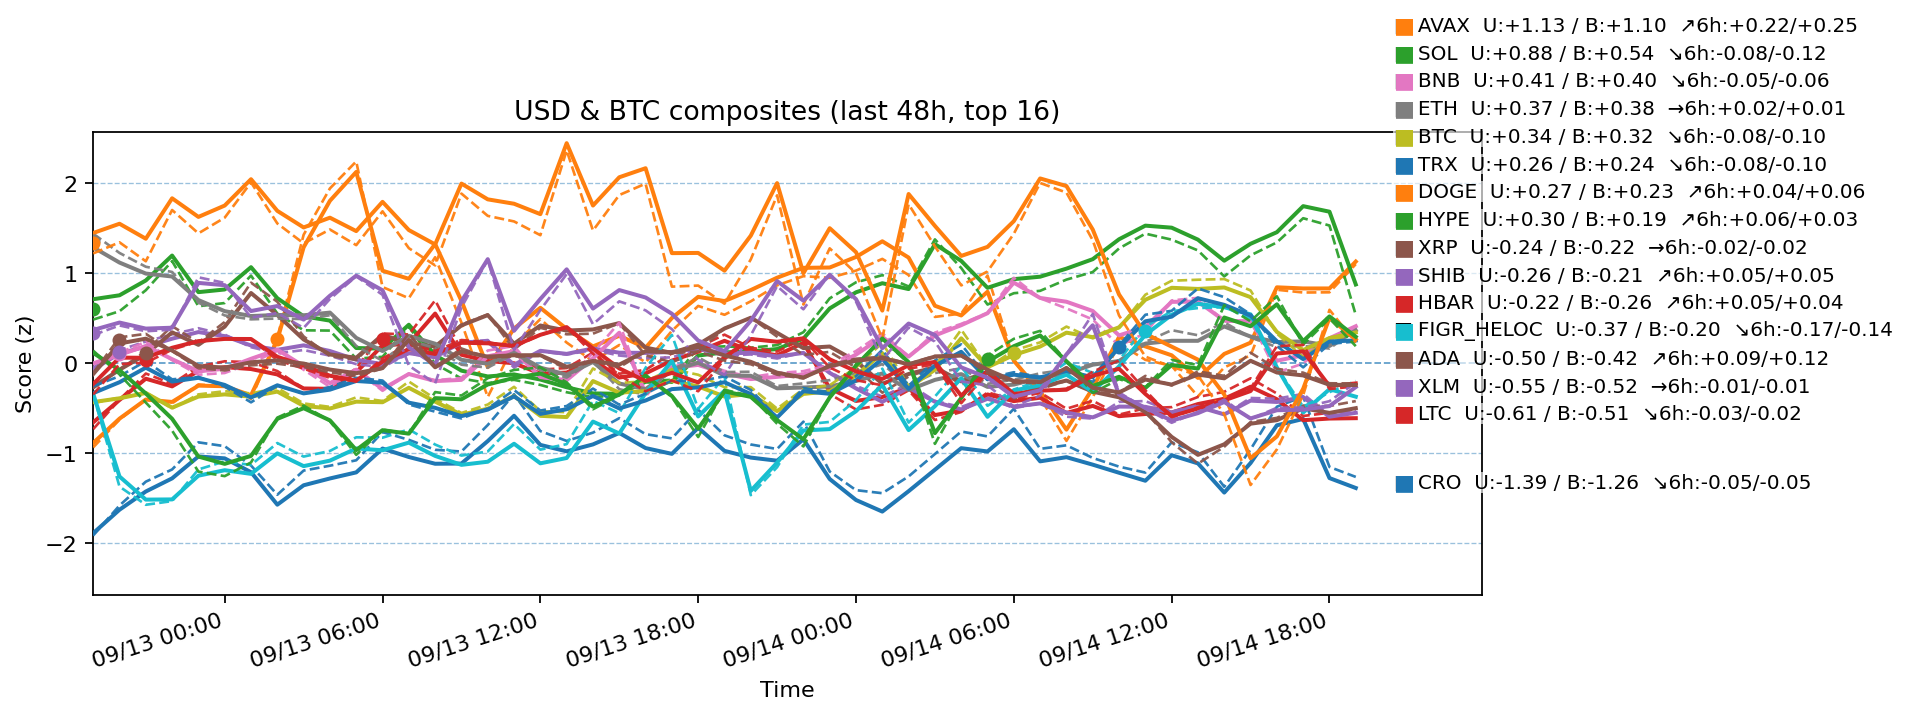 USD & BTC composites (last 48h, top 16)
AVAX U:+1.13 / B:+1.10 ↗6h:+0.22/+0.25
SOL U:+0.88 / B:+0.54 ↘6h:-0.08/-0.12
BNB U:+0.41 / B:+0.40 ↘6h:-0.05/-0.06
ETH U:+0.37 / B:+0.38 →6h:+0.02/+0.01
BTC U:+0.34 / B:+0.32 ↘6h:-0.08/-0.10
TRX U:+0.26 / B:+0.24 ↘6h:-0.08/-0.10
DOGE U:+0.27 / B:+0.23 ↗6h:+0.04/+0.06
HYPE U:+0.30 / B:+0.19 ↗6h:+0.06/+0.03
XRP U:-0.24 / B:-0.22 →6h:-0.02/-0.02
SHIB U:-0.26 / B:-0.21 ↗6h:+0.05/+0.05
HBAR U:-0.22 / B:-0.26 ↗6h:+0.05/+0.04
FIGR_HELOC U:-0.37 / B:-0.20 ↘6h:-0.17/-0.14
ADA U:-0.50 / B:-0.42 ↗6h:+0.09/+0.12
XLM U:-0.55 / B:-0.52 →6h:-0.01/-0.01
LTC U:-0.61 / B:-0.51 ↘6h:-0.03/-0.02
CRO U:-1.39 / B:-1.26 ↘6h:-0.05/-0.05
Score (z)
2
1
0
−1
−2
09/13 00:00
09/13 06:00
09/13 12:00
09/13 18:00
09/14 00:00
09/14 06:00
09/14 12:00
09/14 18:00
Time